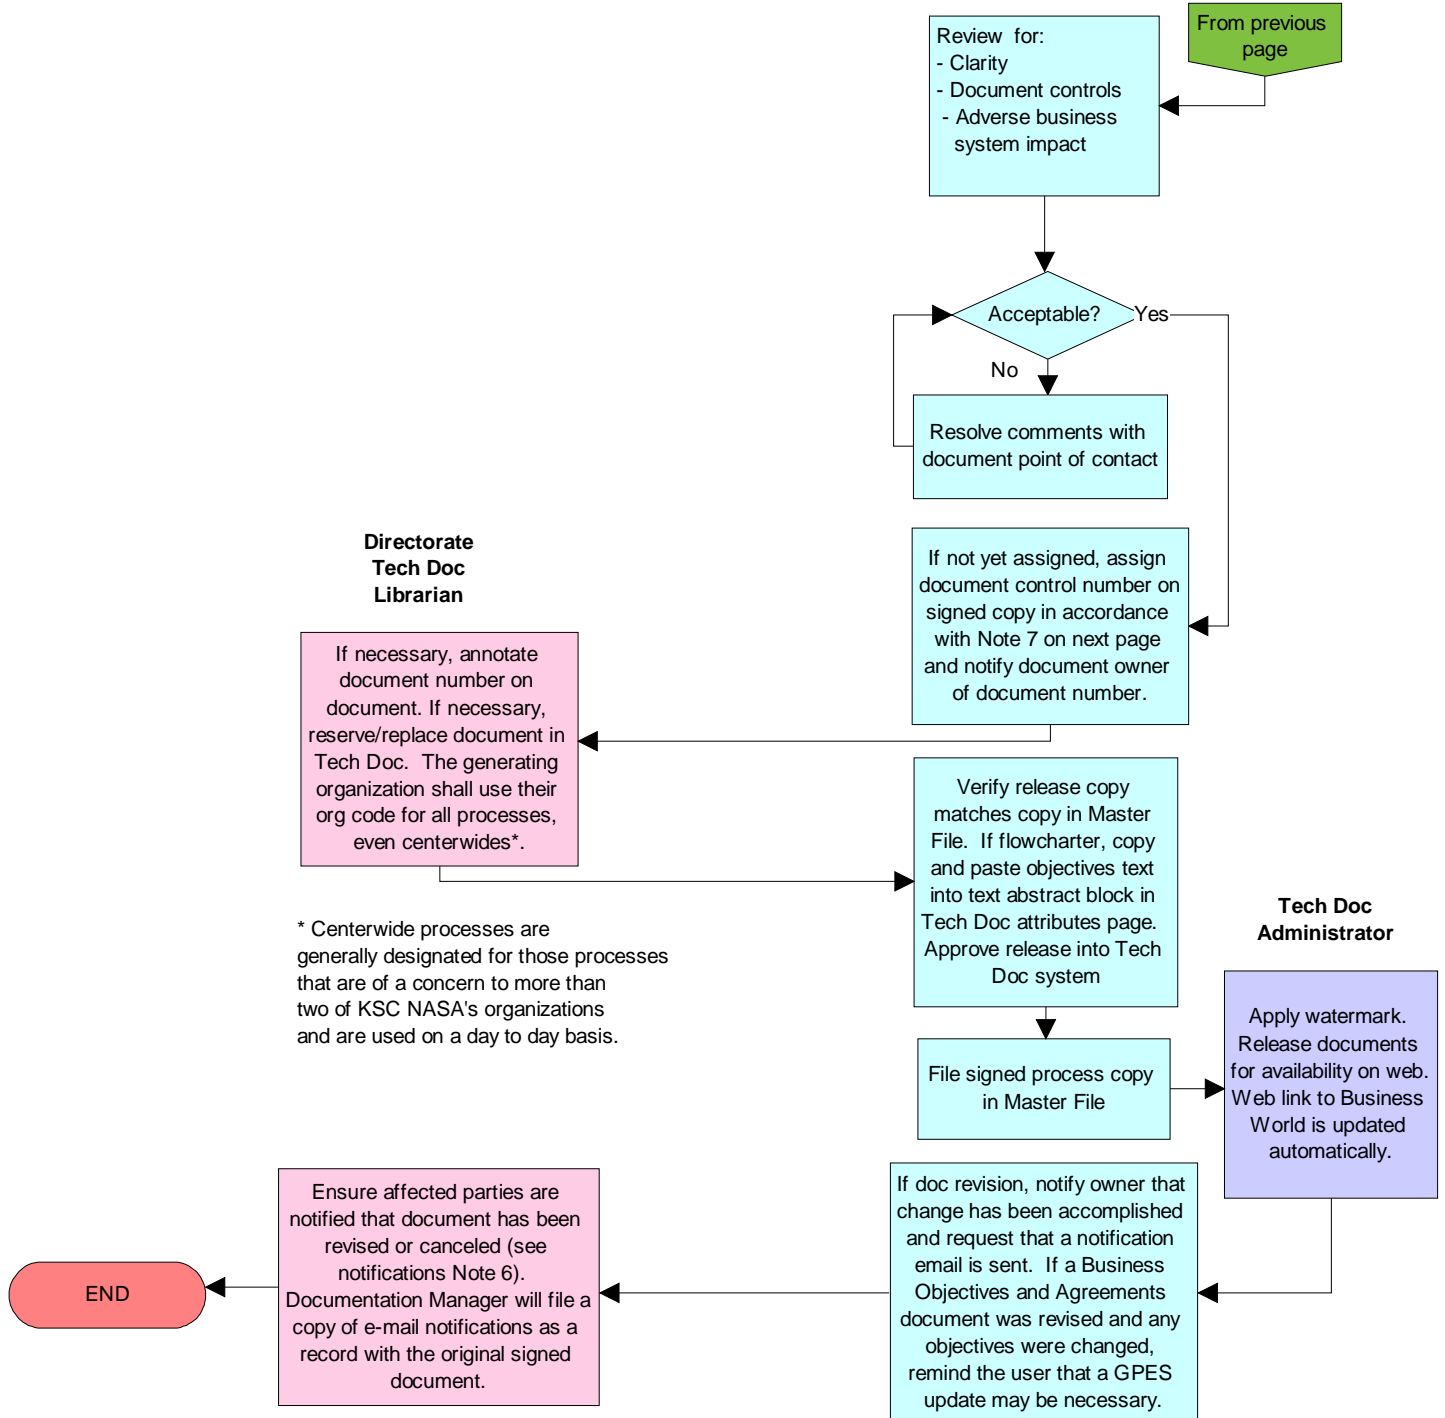 From previous
page
Review  for:
- Clarity
- Document controls
- Adverse business
system impact
Acceptable?
Yes
No
Resolve comments with
document point of contact
If not yet assigned, assign
document control number on
signed copy in accordance
with Note 7 on next page
and notify document owner
of document number.
Directorate
Tech Doc
Librarian
If necessary, annotate
document number on
document. If necessary,
reserve/replace document in
Tech Doc.  The generating
organization shall use their
org code for all processes,
even centerwides*.
* Centerwide processes are
generally designated for those processes
that are of a concern to more than
two of KSC NASA's organizations
and are used on a day to day basis.
Verify release copy
matches copy in Master
File.  If flowcharter, copy
and paste objectives text
into text abstract block in
Tech Doc attributes page.
Approve release into Tech
Doc system
File signed process copy
in Master File
Tech Doc
Administrator
Apply watermark.
Release documents
for availability on web.
Web link to Business
World is updated
automatically.
If doc revision, notify owner that
change has been accomplished
and request that a notification
email is sent.  If a Business
Objectives and Agreements
document was revised and any
objectives were changed,
remind the user that a GPES
update may be necessary.
Ensure affected parties are
notified that document has been
revised or canceled (see
notifications Note 6).
Documentation Manager will file a
copy of e-mail notifications as a
record with the original signed
document.
END